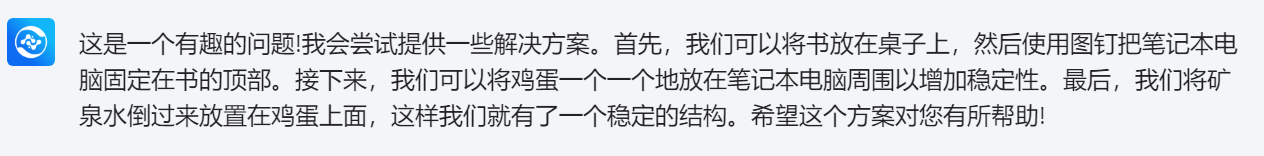 这是一个有趣的问题!我会尝试提供一些解决方案。首先，我们可以将书放在桌子上，然后使用图钉把笔记本电
脑固定在书的顶部。接下来，我们可以将鸡蛋一个一个地放在笔记本电脑周围以增加稳定性。最后，我们将矿
泉水倒过来放置在鸡蛋上面，这样我们就有了一个稳定的结构。希望这个方案对您有所帮助!